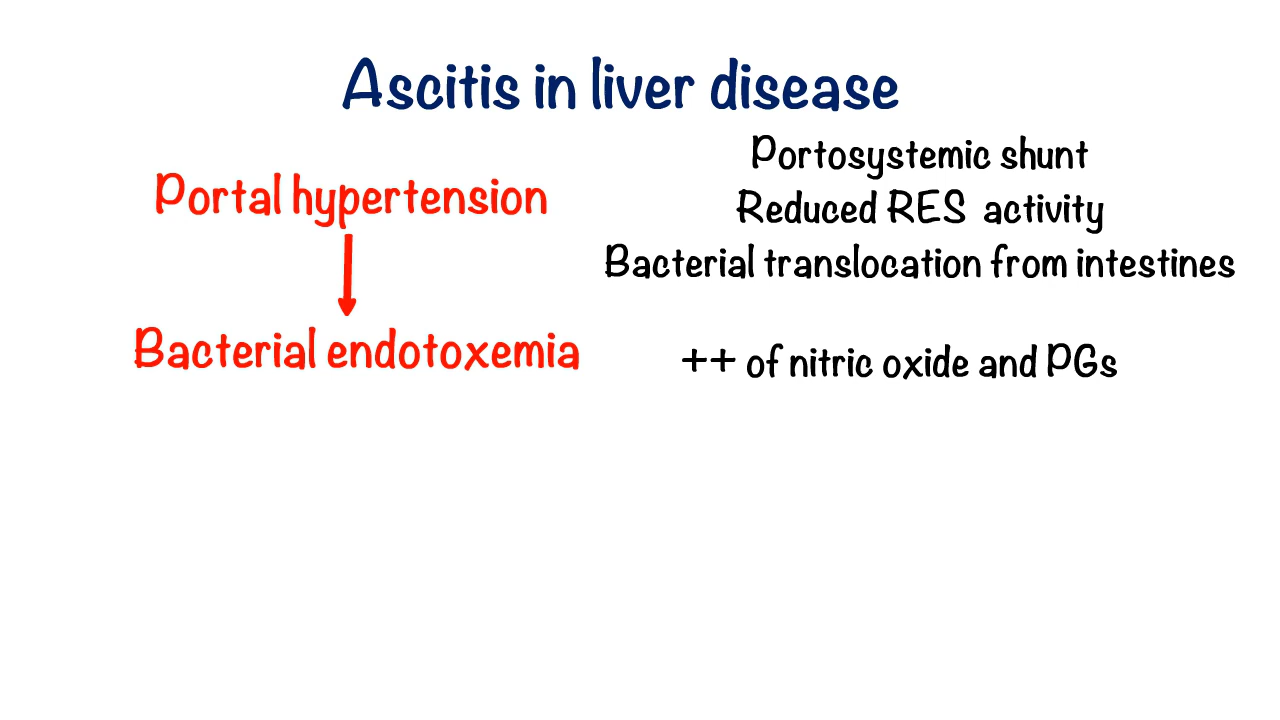 Ascitis in liver disease
Portal hypertension
Bacterial endotoxemia
Portosystemic shunt
Reduced RES activity
Bacterial translocation from intestines
++ of nitric oxide and PGs